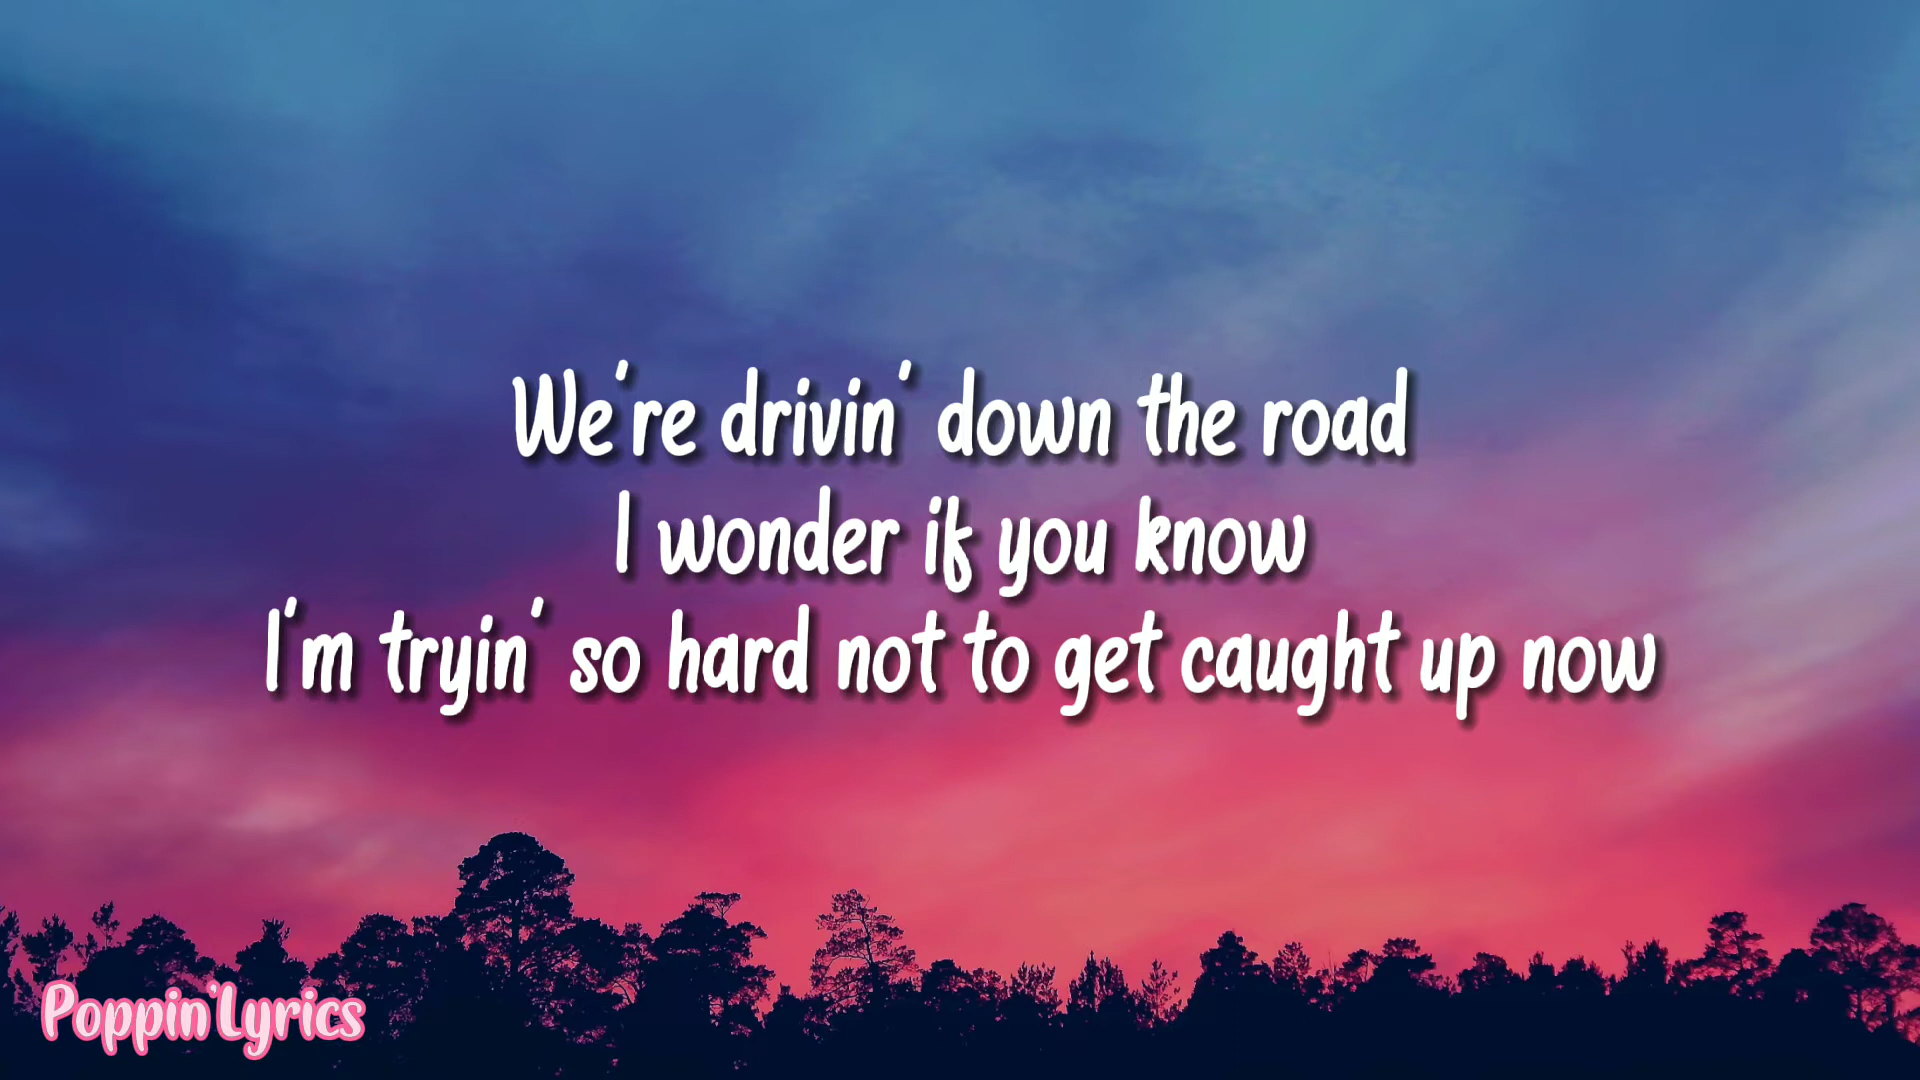 We're drivin' down the road
I wonder if you know
I'm tryin' so hard not to get caught up now
Poppin'Lyrics